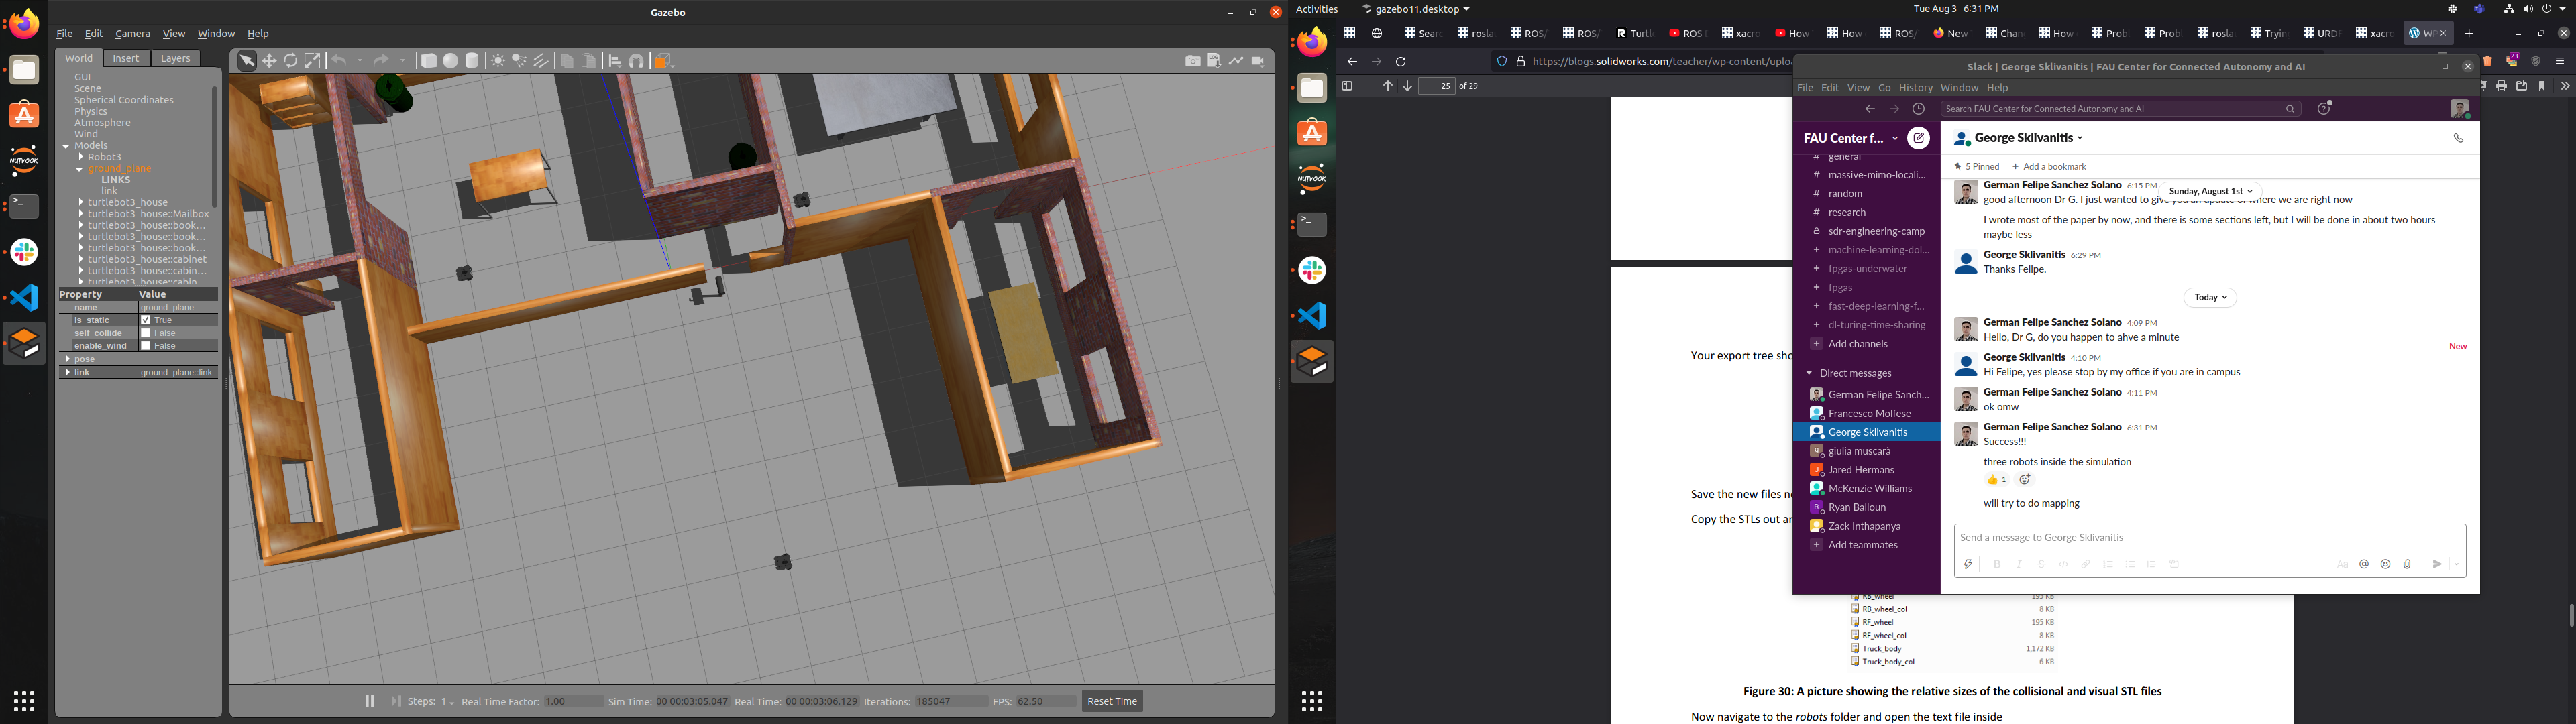 Gazebo
File Edit Camera View Window Help
World Insert Layers
GUI
Scene
Spherical Coordinates
Physics
Atmosphere
Wind
Models
Robot3
ground_plane
LINKS
link
turtlebot3_house
turtlebot3_house::Mailbox
turtlebot3_house::book...
turtlebot3_house::book...
turtlebot3_house::book...
turtlebot3_house::cabinet
turtlebot3_house::cabin...
turtlebot3_house::cabin
Property Value
name ground_plane
is_static True
self_collide False
enable_wind False
pose
link ground_plane::link
Steps: 1 Real Time Factor: 1.00 Sim Time: 00 00:03:05.047 Real Time: 00 00:03:06.129 Iterations: 185047 FPS: 62.50 Reset Time
Activities gazebo11.desktop Tue Aug 3 6:31 PM
Sear rosla ROS/ ROS/ Turtl ROS xacro How How ROS/ New Chan How Probl Probl rosla Tryin URDF xacro WP
https://blogs.solidworks.com/teacher/wp-content/uploa
25 of 29
Your export tree sho
Save the new files ne
Copy the STLs out an
RB_wheel 195 KB
RB_wheel_col 8 KB
RF_wheel 195 KB
RF_wheel_col 8 KB
Truck_body 1,172 KB
Truck_body_col 6 KB
Figure 30: A picture showing the relative sizes of the collisional and visual STL files
Now navigate to the robots folder and open the text file inside
Slack | George Sklivanitis | FAU Center for Connected Autonomy and AI
File Edit View Go History Window Help
Search FAU Center for Connected Autonomy and AI
FAU Center f...
# general
# massive-mimo-locali...
# random
# research
sdr-engineering-camp
+ machine-learning-dol...
+ fpgas-underwater
+ fpgas
+ fast-deep-learning-f...
+ dl-turing-time-sharing
+ Add channels
Direct messages
German Felipe Sanch...
Francesco Molfese
George Sklivanitis
giulia muscarà
Jared Hermans
McKenzie Williams
Ryan Balloun
Zack Inthapanya
+ Add teammates
George Sklivanitis
5 Pinned + Add a bookmark
German Felipe Sanchez Solano 6:15 PM
Sunday, August 1st
good afternoon Dr G. I just wanted to give you an update of where we are right now
I wrote most of the paper by now, and there is some sections left, but I will be done in about two hours
maybe less
George Sklivanitis 6:29 PM
Thanks Felipe.
Today
German Felipe Sanchez Solano 4:09 PM
Hello, Dr G, do you happen to ahve a minute
New
George Sklivanitis 4:10 PM
Hi Felipe, yes please stop by my office if you are in campus
German Felipe Sanchez Solano 4:11 PM
ok omw
German Felipe Sanchez Solano 6:31 PM
Success!!!
three robots inside the simulation
1
will try to do mapping
Send a message to George Sklivanitis